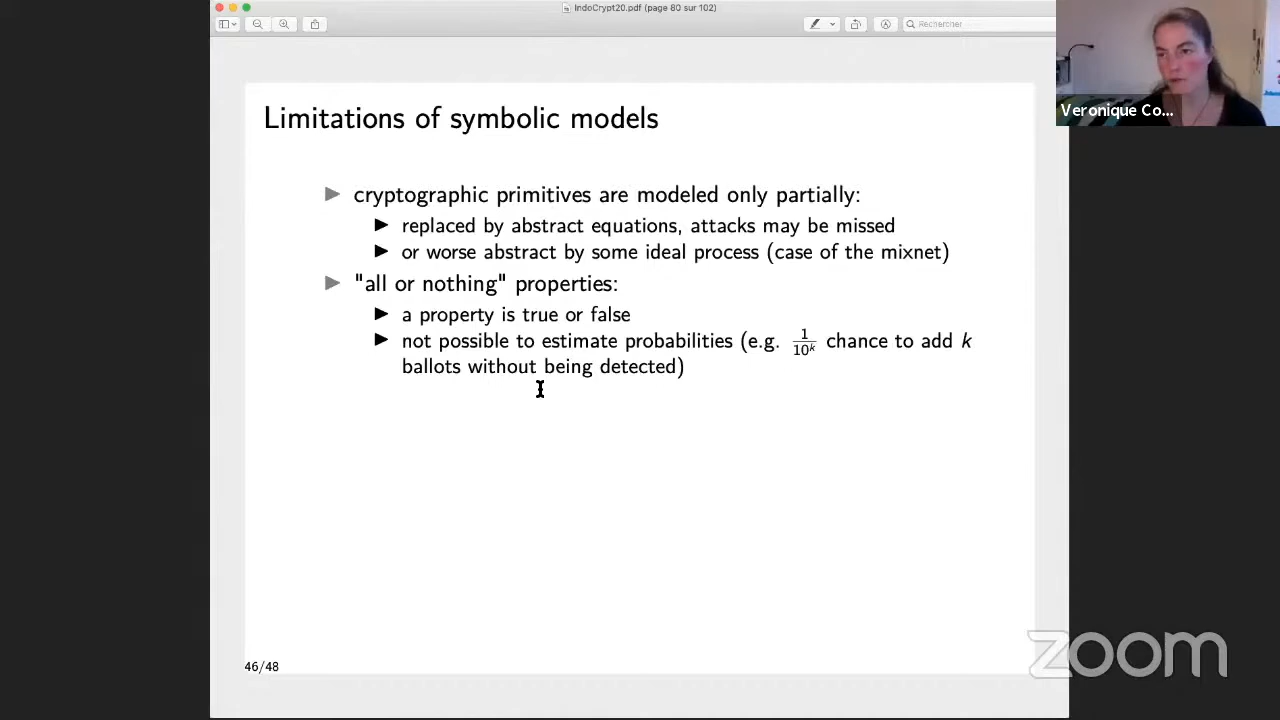 IndoCrypt20.pdf (page 80 sur 102)
Rechercher
Veronique Co...
Limitations of symbolic models
cryptographic primitives are modeled only partially:
replaced by abstract equations, attacks may be missed
or worse abstract by some ideal process (case of the mixnet)
"all or nothing" properties:
a property is true or false
not possible to estimate probabilities (e.g. 1/10^k chance to add k
ballots without being detected)
46/48
zoom